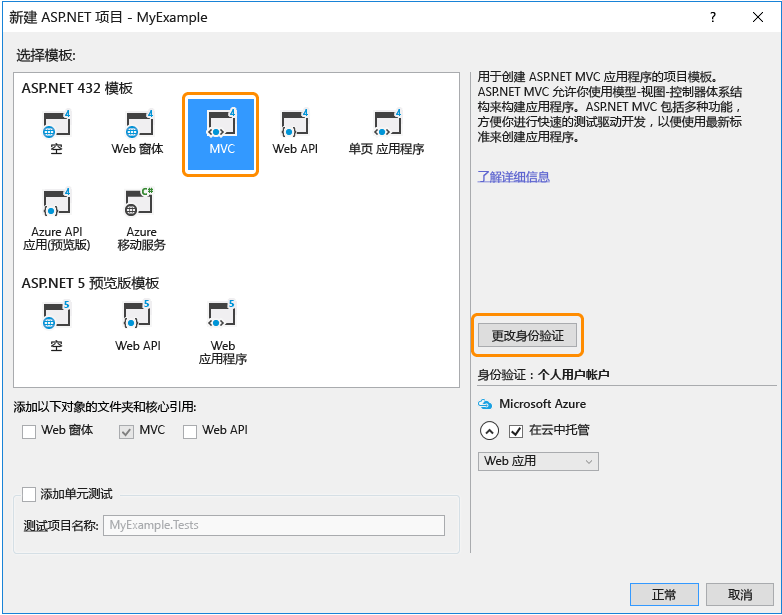 新建 ASP.NET 项目 - MyExample
选择模板:
ASP.NET 432 模板
4
4
4
4
4
空
Web 窗体
MVC
Web API
单页 应用程序
4
C#
Azure API
应用(预览版)
Azure
移动服务
ASP.NET 5 预览版模板
5
5
5
空
Web API
Web
应用程序
添加以下对象的文件夹和核心引用:
Web 窗体
MVC
Web API
添加单元测试
测试项目名称:
MyExample.Tests
用于创建 ASP.NET MVC 应用程序的项目模板。
ASP.NET MVC 允许你使用模型-视图-控制器体系结
构来构建应用程序。ASP.NET MVC 包括多种功能，
方便你进行快速的测试驱动开发，以便使用最新标
准来创建应用程序。
了解详细信息
更改身份验证
身份验证：个人用户帐户
Microsoft Azure
在云中托管
Web 应用
正常
取消